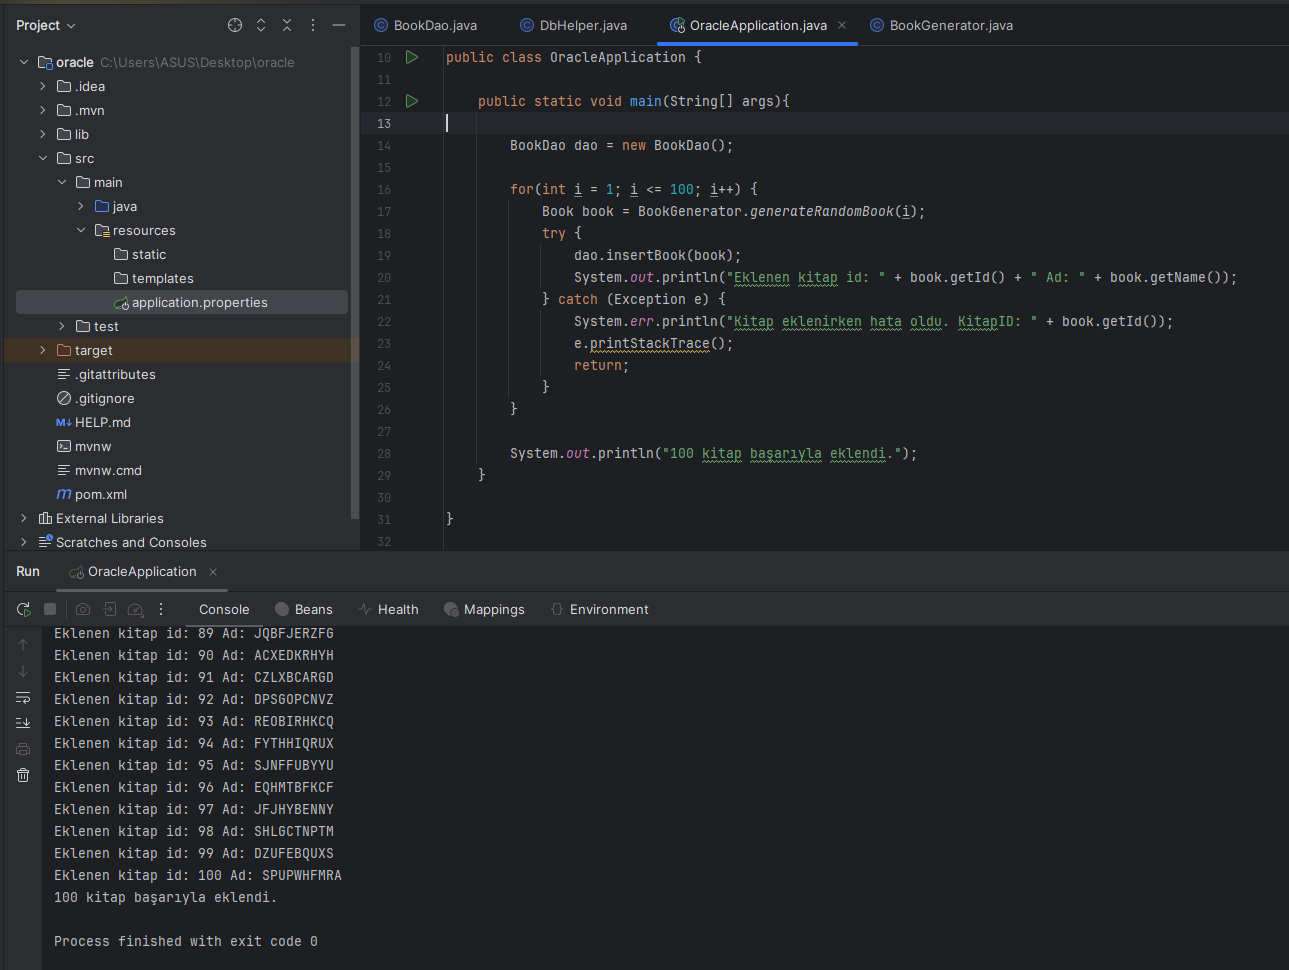 Project
BookDao.java
DbHelper.java
OracleApplication.java
BookGenerator.java
oracle C:\Users\ASUS\Desktop\oracle
.idea
.mvn
lib
src
main
java
resources
static
templates
application.properties
test
target
.gitattributes
.gitignore
M↓ HELP.md
mvnw
mvnw.cmd
m pom.xml
External Libraries
Scratches and Consoles
10 public class OracleApplication {
11
12 public static void main(String[] args){
13
14 BookDao dao = new BookDao();
15
16 for(int i = 1; i <= 100; i++) {
17 Book book = BookGenerator.generateRandomBook(i);
18 try {
19 dao.insertBook(book);
20 System.out.println("Eklenen kitap id: " + book.getId() + " Ad: " + book.getName());
21 } catch (Exception e) {
22 System.err.println("Kitap eklenirken hata oldu. KitapID: " + book.getId());
23 e.printStackTrace();
24 return;
25 }
26 }
27
28 System.out.println("100 kitap başarıyla eklendi.");
29 }
30
31 }
32
Run OracleApplication
Console Beans Health Mappings Environment
Eklenen kitap id: 89 Ad: JQBFJERZFG
Eklenen kitap id: 90 Ad: ACXEDKRHYH
Eklenen kitap id: 91 Ad: CZLXBCARGD
Eklenen kitap id: 92 Ad: DPSGOPCNVZ
Eklenen kitap id: 93 Ad: REOBIRHKCQ
Eklenen kitap id: 94 Ad: FYTHHIQRUX
Eklenen kitap id: 95 Ad: SJNFFUBYYU
Eklenen kitap id: 96 Ad: EQHMTBFKCF
Eklenen kitap id: 97 Ad: JFJHYBENNY
Eklenen kitap id: 98 Ad: SHLGCTNPTM
Eklenen kitap id: 99 Ad: DZUFEBQUXS
Eklenen kitap id: 100 Ad: SPUPWHFMRA
100 kitap başarıyla eklendi.
Process finished with exit code 0